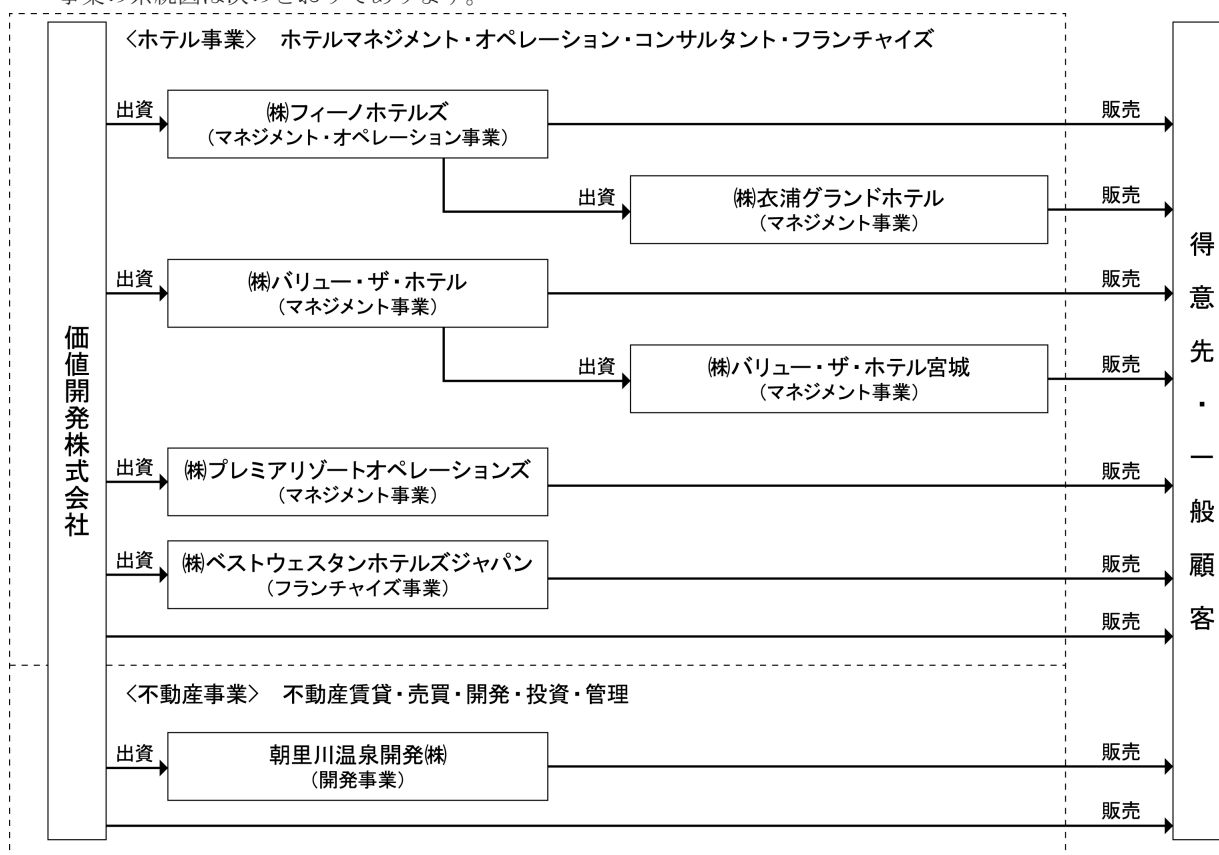 事業の系統図は次のとおりであります。
〈ホテル事業〉 ホテルマネジメント・オペレーション・コンサルタント・フランチャイズ
出資
㈱フィーノホテルズ
(マネジメント・オペレーション事業)
販売
出資
㈱衣浦グランドホテル
(マネジメント事業)
販売
出資
㈱バリュー・ザ・ホテル
(マネジメント事業)
販売
出資
㈱バリュー・ザ・ホテル宮城
(マネジメント事業)
販売
価値開発株式会社
得意先・一般顧客
出資
㈱プレミアリゾートオペレーションズ
(マネジメント事業)
販売
出資
㈱ベストウェスタンホテルズジャパン
(フランチャイズ事業)
販売
販売
〈不動産事業〉 不動産賃貸・売買・開発・投資・管理
出資
朝里川温泉開発㈱
(開発事業)
販売
販売